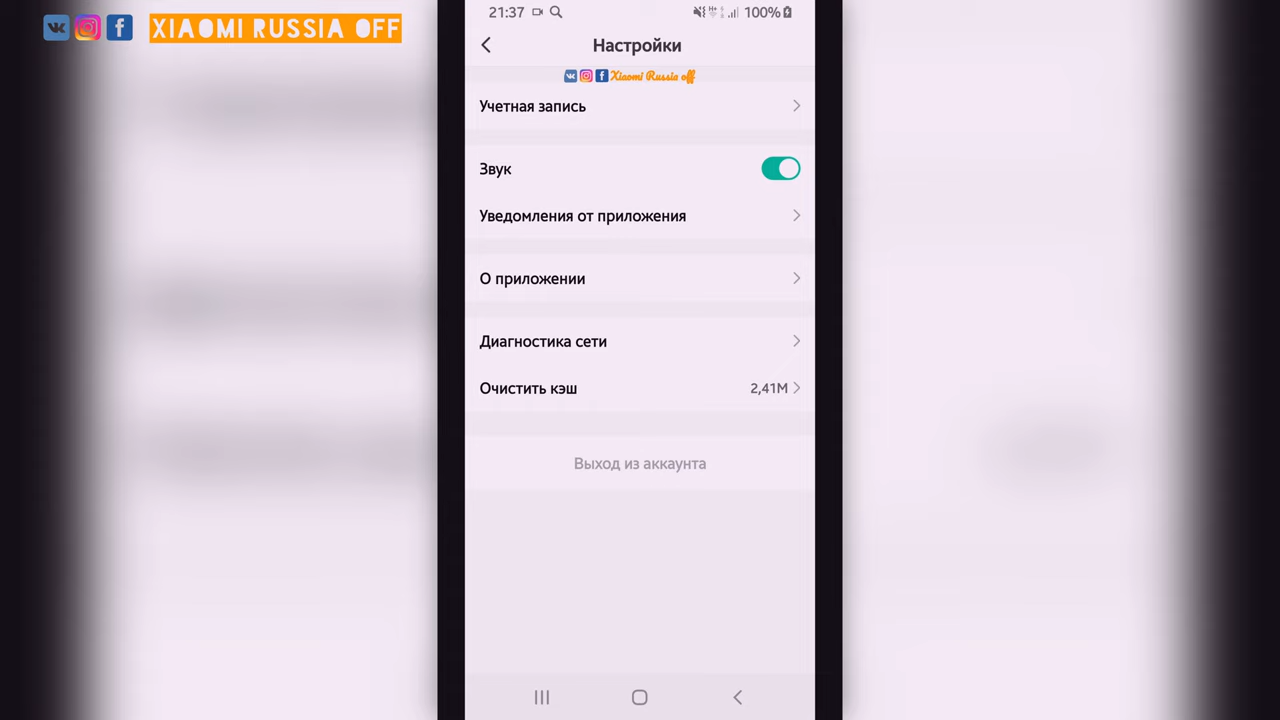 XIAOMI RUSSIA OFF
21:37
100%
Настройки
Xiaomi Russia off
Учетная запись
Звук
Уведомления от приложения
О приложении
Диагностика сети
Очистить кэш 2,41M
Выход из аккаунта